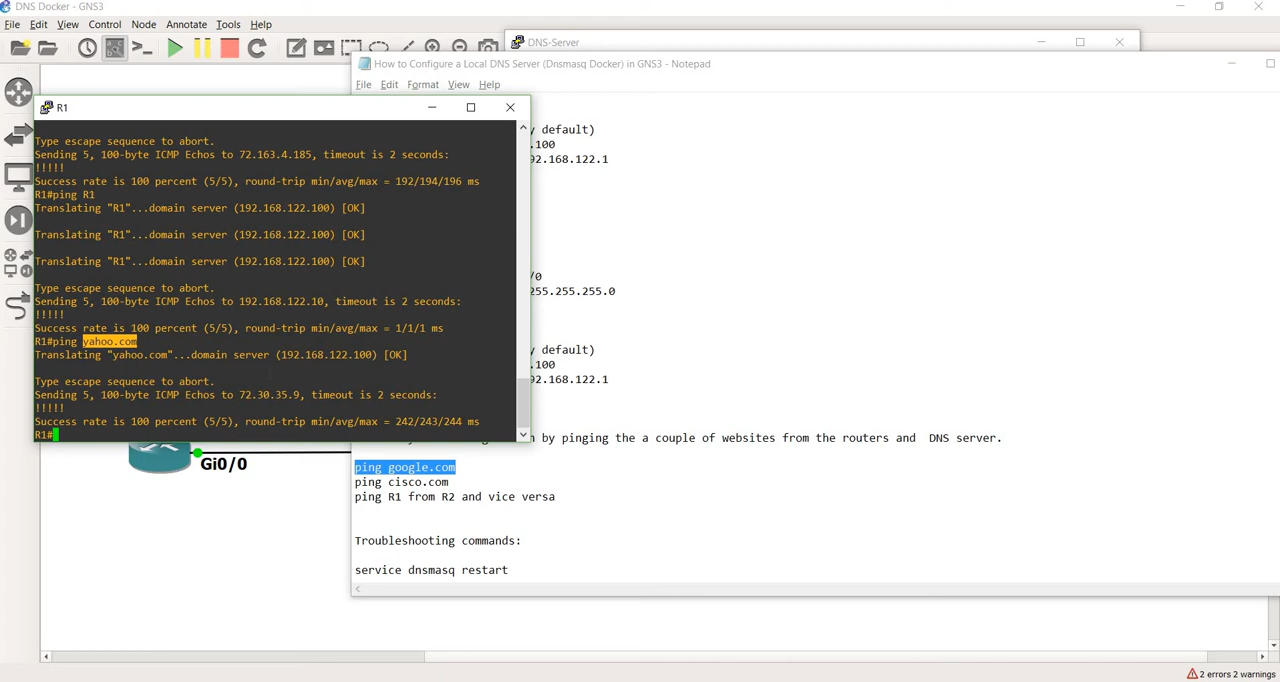 DNS Docker - GNS3
File Edit View Control Node Annotate Tools Help
DNS-Server
How to Configure a Local DNS Server (Dnsmasq Docker) in GNS3 - Notepad
File Edit Format View Help
R1
Type escape sequence to abort.
Sending 5, 100-byte ICMP Echos to 72.163.4.185, timeout is 2 seconds:
!!!!!
Success rate is 100 percent (5/5), round-trip min/avg/max = 192/194/196 ms
R1#ping R1
Translating "R1"...domain server (192.168.122.100) [OK]
Translating "R1"...domain server (192.168.122.100) [OK]
Translating "R1"...domain server (192.168.122.100) [OK]
Type escape sequence to abort.
Sending 5, 100-byte ICMP Echos to 192.168.122.10, timeout is 2 seconds:
!!!!!
Success rate is 100 percent (5/5), round-trip min/avg/max = 1/1/1 ms
R1#ping yahoo.com
Translating "yahoo.com"...domain server (192.168.122.100) [OK]
Type escape sequence to abort.
Sending 5, 100-byte ICMP Echos to 72.30.35.9, timeout is 2 seconds:
!!!!!
Success rate is 100 percent (5/5), round-trip min/avg/max = 242/243/244 ms
R1#
y default)
.100
92.168.122.1
/0
255.255.255.0
y default)
.100
92.168.122.1
by pinging the a couple of websites from the routers and DNS server.
ping google.com
ping cisco.com
ping R1 from R2 and vice versa
Troubleshooting commands:
service dnsmasq restart
Gi0/0
2 errors 2 warnings